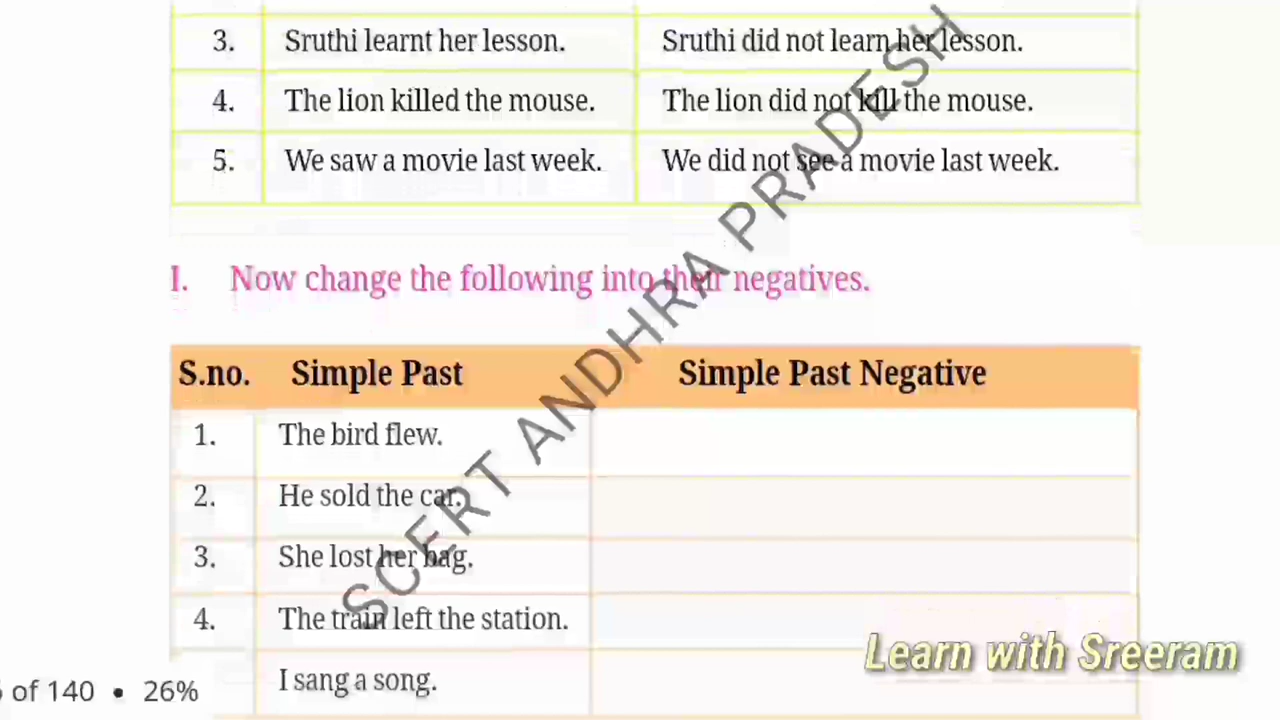 3. Sruthi learnt her lesson. Sruthi did not learn her lesson.
4. The lion killed the mouse. The lion did not kill the mouse.
5. We saw a movie last week. We did not see a movie last week.
I. Now change the following into their negatives.
S.no. Simple Past Simple Past Negative
1. The bird flew.
2. He sold the car.
3. She lost her bag.
4. The train left the station.
I sang a song.
SCERT ANDHRA PRADESH
Learn with Sreeram
of 140 • 26%